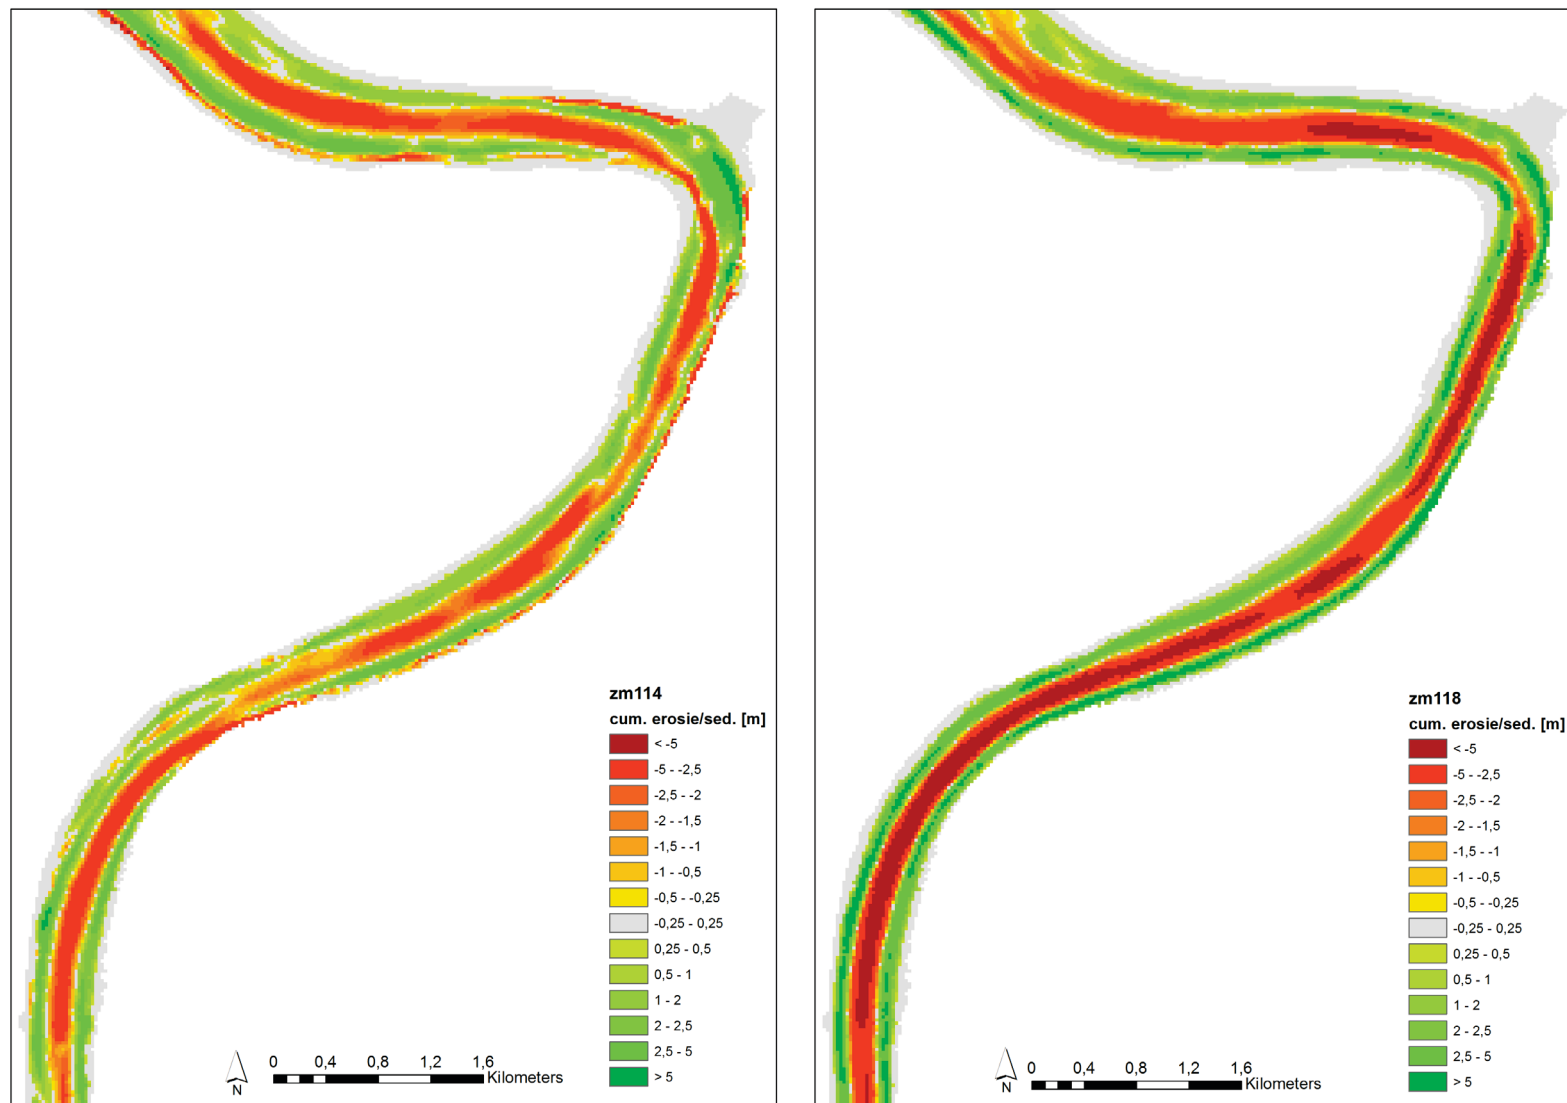 zm114
cum. erosie/sed. [m]
< -5
-5 - -2,5
-2,5 - -2
-2 - -1,5
-1,5 - -1
-1 - -0,5
-0,5 - -0,25
-0,25 - 0,25
0,25 - 0,5
0,5 - 1
1 - 2
2 - 2,5
2,5 - 5
> 5
N
0 0,4 0,8 1,2 1,6
Kilometers
zm118
cum. erosie/sed. [m]
< -5
-5 - -2,5
-2,5 - -2
-2 - -1,5
-1,5 - -1
-1 - -0,5
-0,5 - -0,25
-0,25 - 0,25
0,25 - 0,5
0,5 - 1
1 - 2
2 - 2,5
2,5 - 5
> 5
N
0 0,4 0,8 1,2 1,6
Kilometers